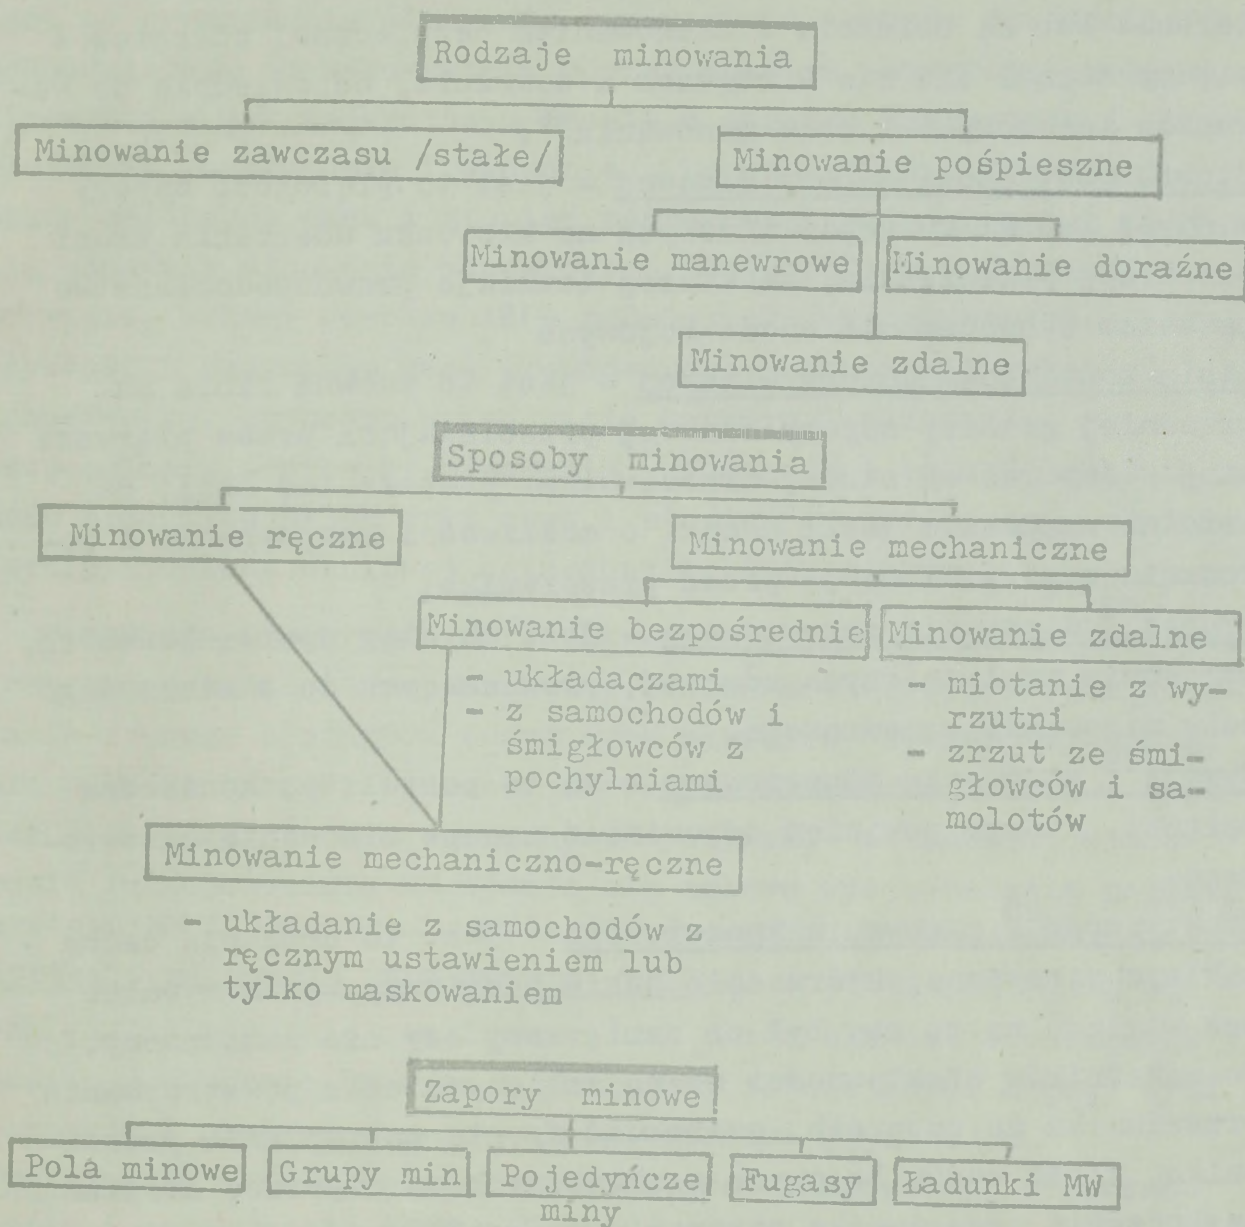 Rodzaje minowania
Minowanie zawczasu /stałe/
Minowanie pośpieszne
Minowanie manewrowe
Minowanie doraźne
Minowanie zdalne
Sposoby minowania
Minowanie ręczne
Minowanie mechaniczne
Minowanie bezpośrednie
- układaczami
- z samochodów i
śmigłowców z
pochylniami
Minowanie zdalne
- miotanie z wy-
rzutni
- zrzut ze śmi-
głowców i sa-
molotów
Minowanie mechaniczno-ręczne
- układanie z samochodów z
ręcznym ustawieniem lub
tylko maskowaniem
Zapory minowe
Pola minowe
Grupy min
Pojedyńcze
miny
Fugasy
Ładunki MW